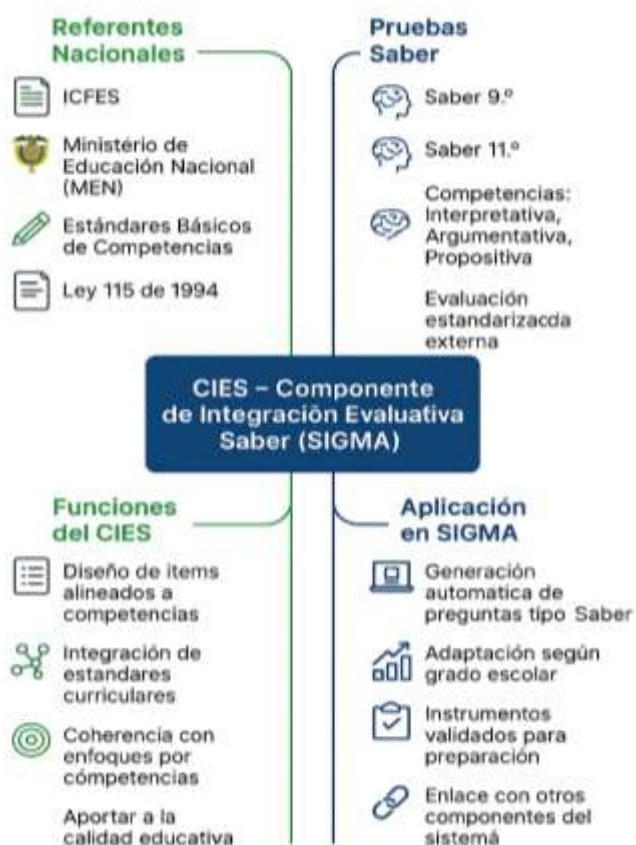 Referentes
Nacionales
ICFES
Ministério de
Educación Nacional
(MEN)
Estándares Básicos
de Competencias
Ley 115 de 1994
Pruebas
Saber
Saber 9.º
Saber 11.º
Competencias:
Interpretativa,
Argumentativa,
Propositiva
Evaluación
estandarizacda
externa
CIES – Componente
de Integraciōn Evaluativa
Saber (SIGMA)
Funciones
del CIES
Diseño de items
alineados a
competencias
Integración de
estandares
curriculares
Coherencia con
enfoques por
cómpetencias
Aportar a la
calidad educativa
Aplicación
en SIGMA
Generación
automatica de
preguntas tipo Saber
Adaptación según
grado escolar
Instrumentos
validados para
preparación
Enlace con otros
componentes del
sistemá